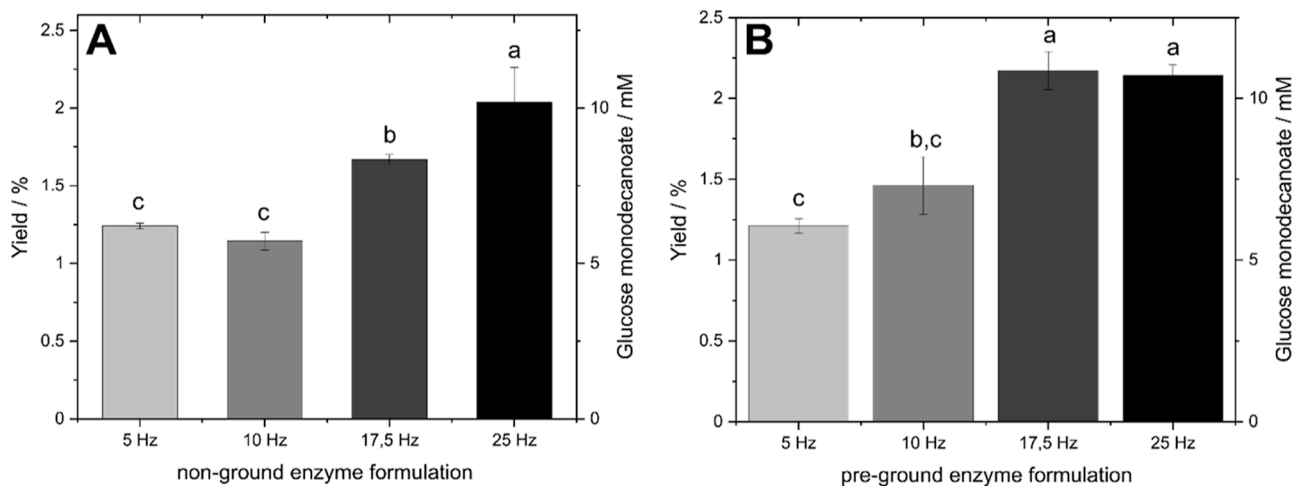 A
Yield / %
2.5
2
1.5
1
0.5
0
c
c
b
a
10
5
0
Glucose monodecanoate / mM
5 Hz
10 Hz
17,5 Hz
25 Hz
non-ground enzyme formulation
B
Yield / %
2.5
2
1.5
1
0.5
0
c
b,c
a
a
10
5
0
Glucose monodecanoate / mM
5 Hz
10 Hz
17,5 Hz
25 Hz
pre-ground enzyme formulation